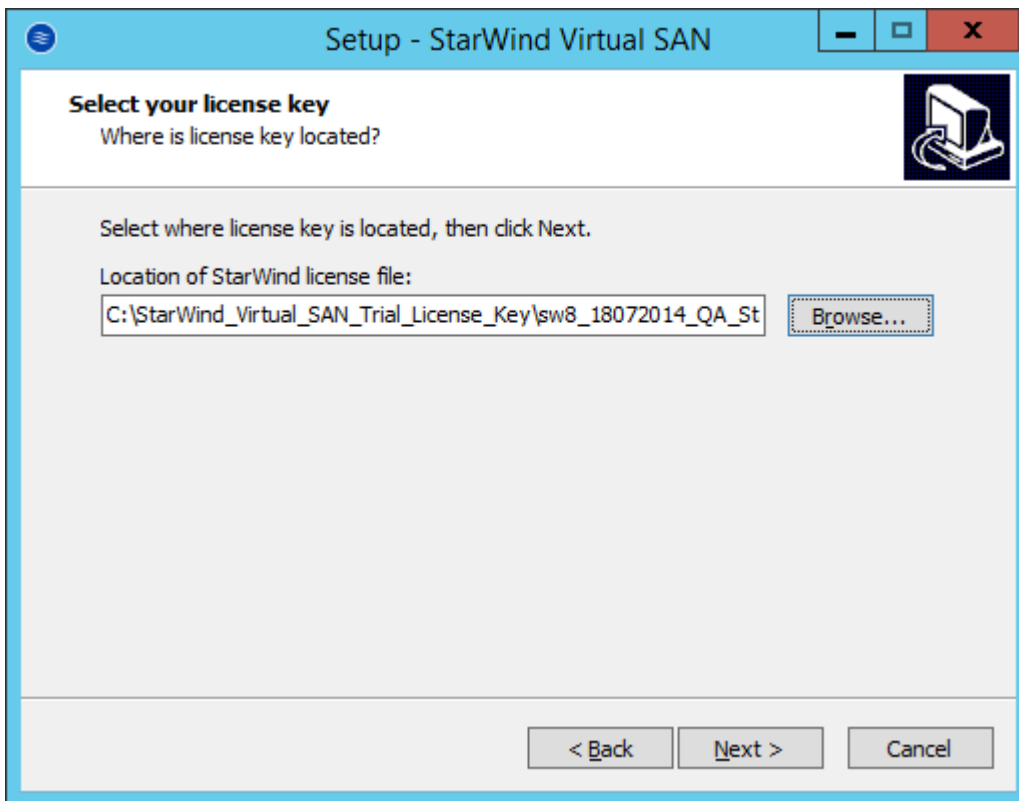 Setup - StarWind Virtual SAN
Select your license key
Where is license key located?
Select where license key is located, then click Next.
Location of StarWind license file:
C:\StarWind_Virtual_SAN_Trial_License_Key\sw8_18072014_QA_St
Browse...
< Back Next > Cancel